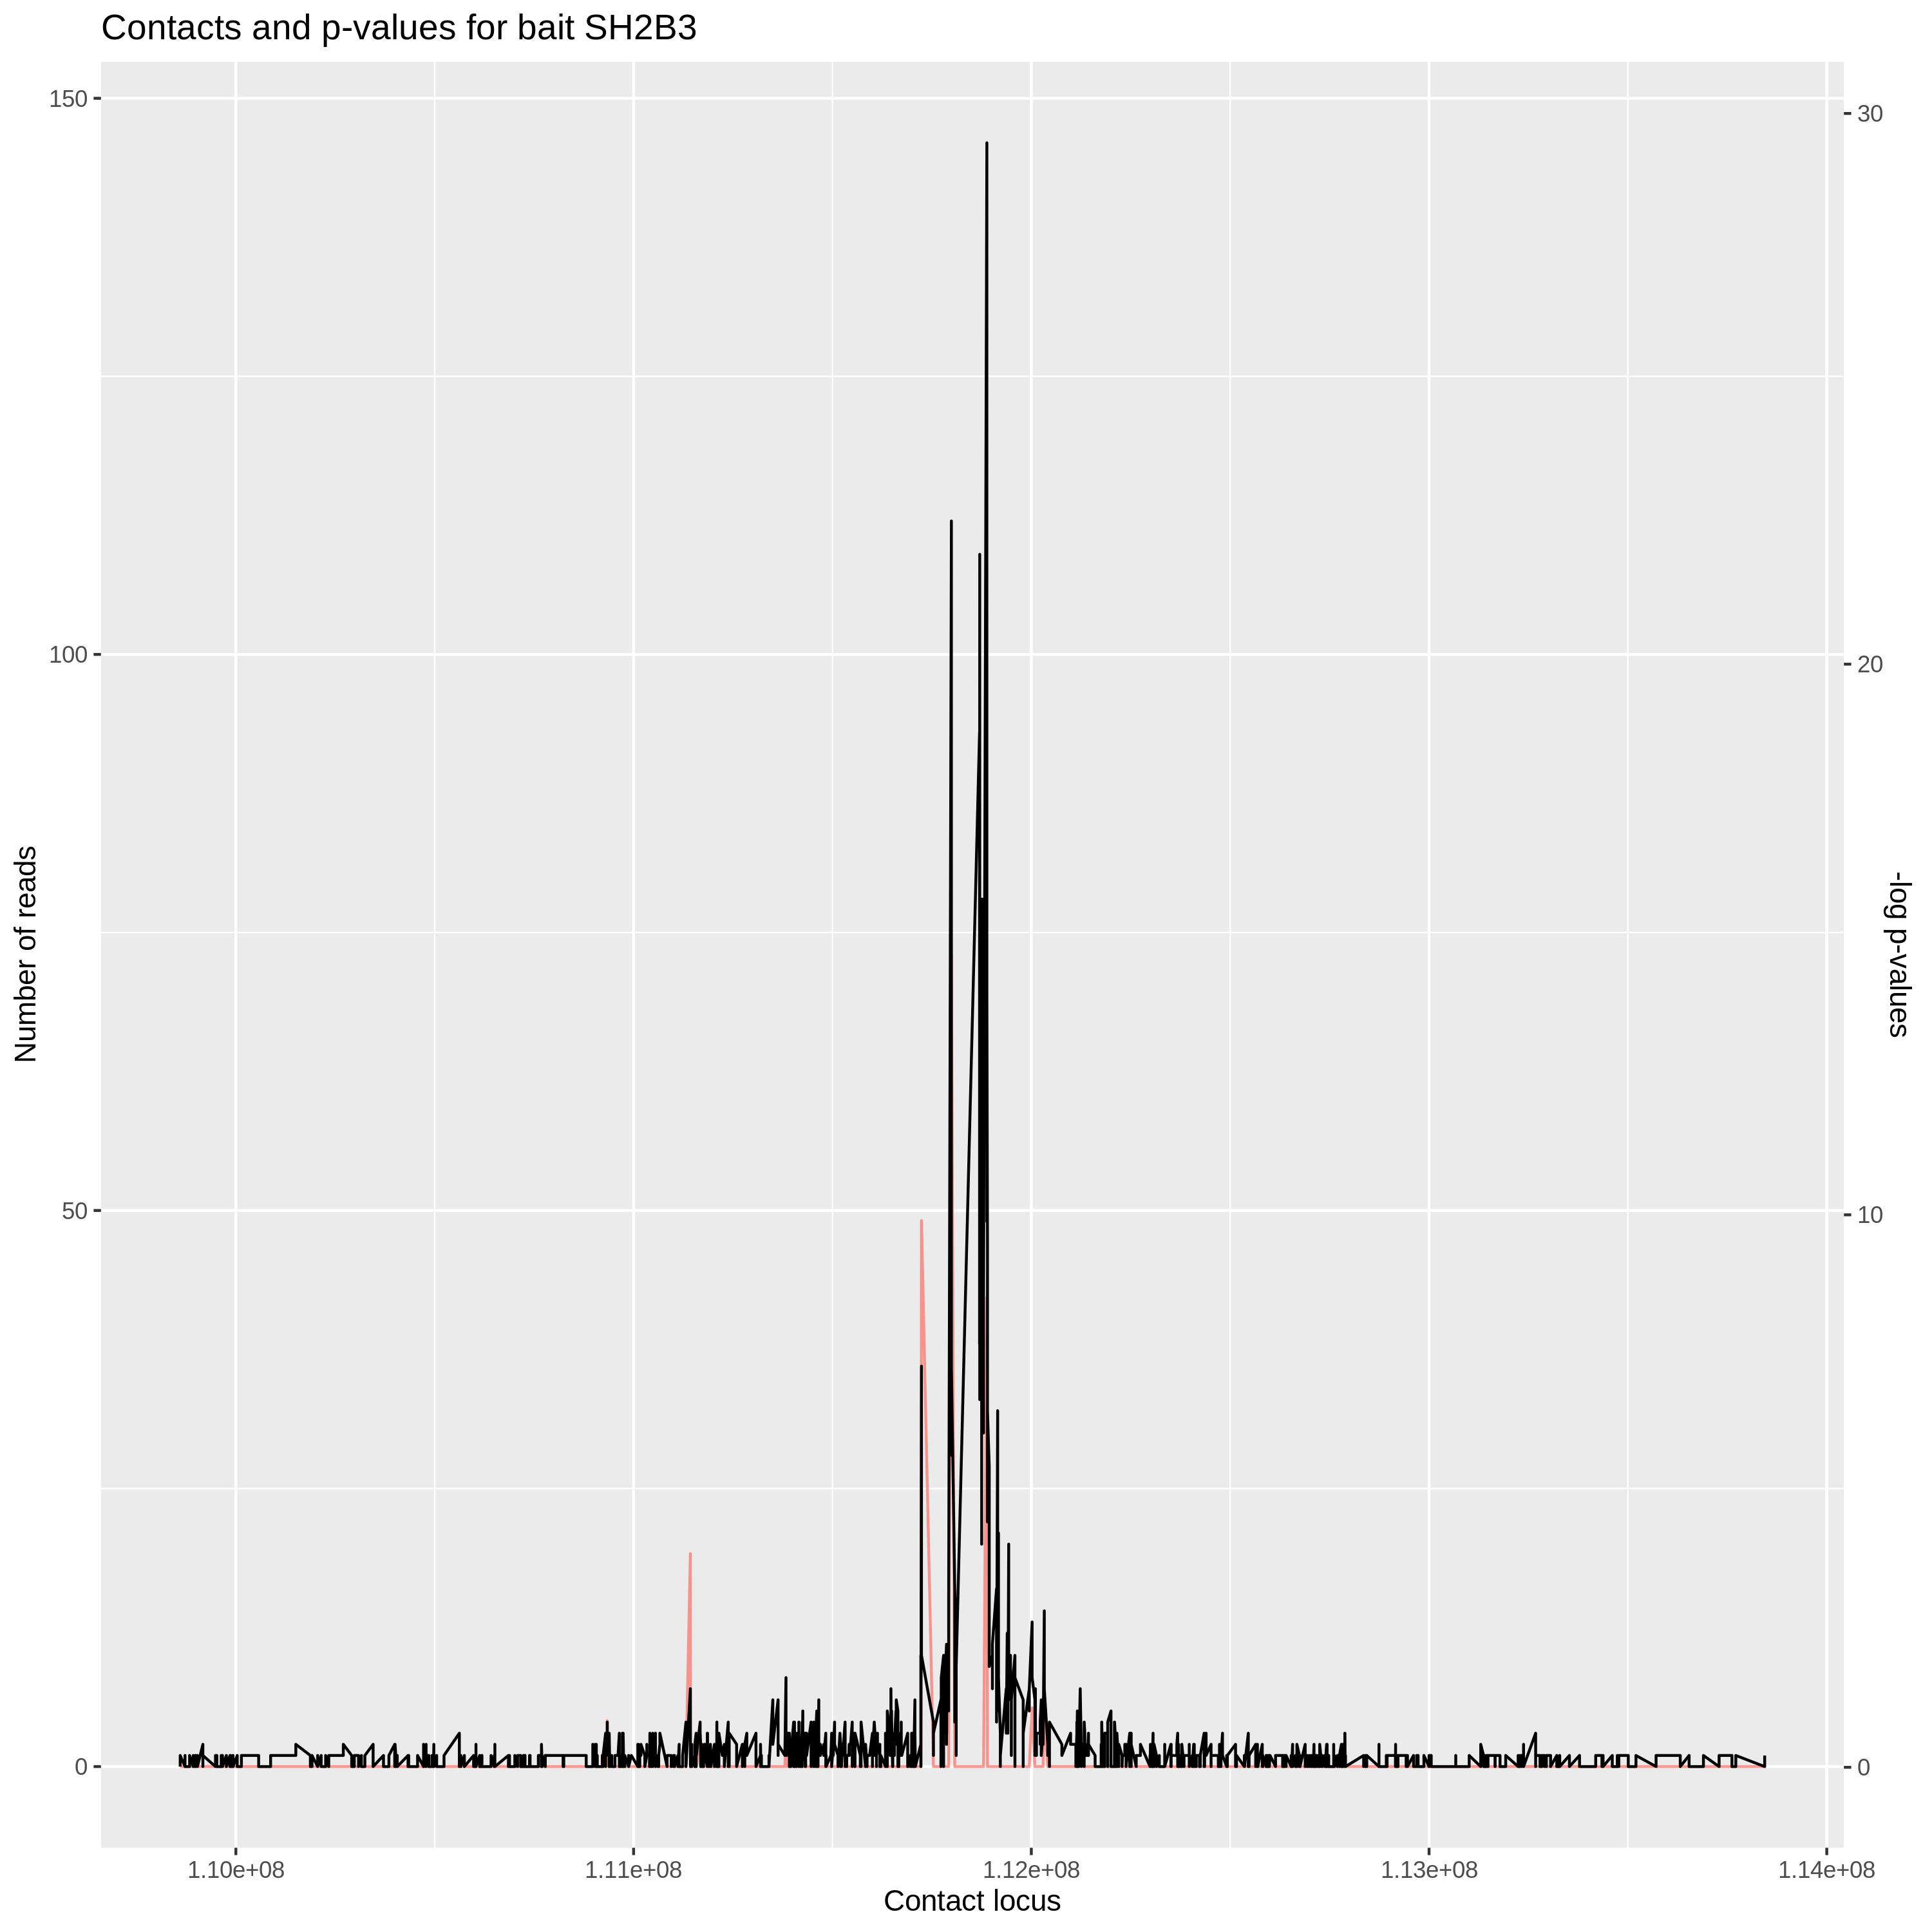 Contacts and p-values for bait SH2B3
150
100
50
0
Number of reads
30
20
10
0
-log p-values
1.10e+08
1.11e+08
1.12e+08
1.13e+08
1.14e+08
Contact locus